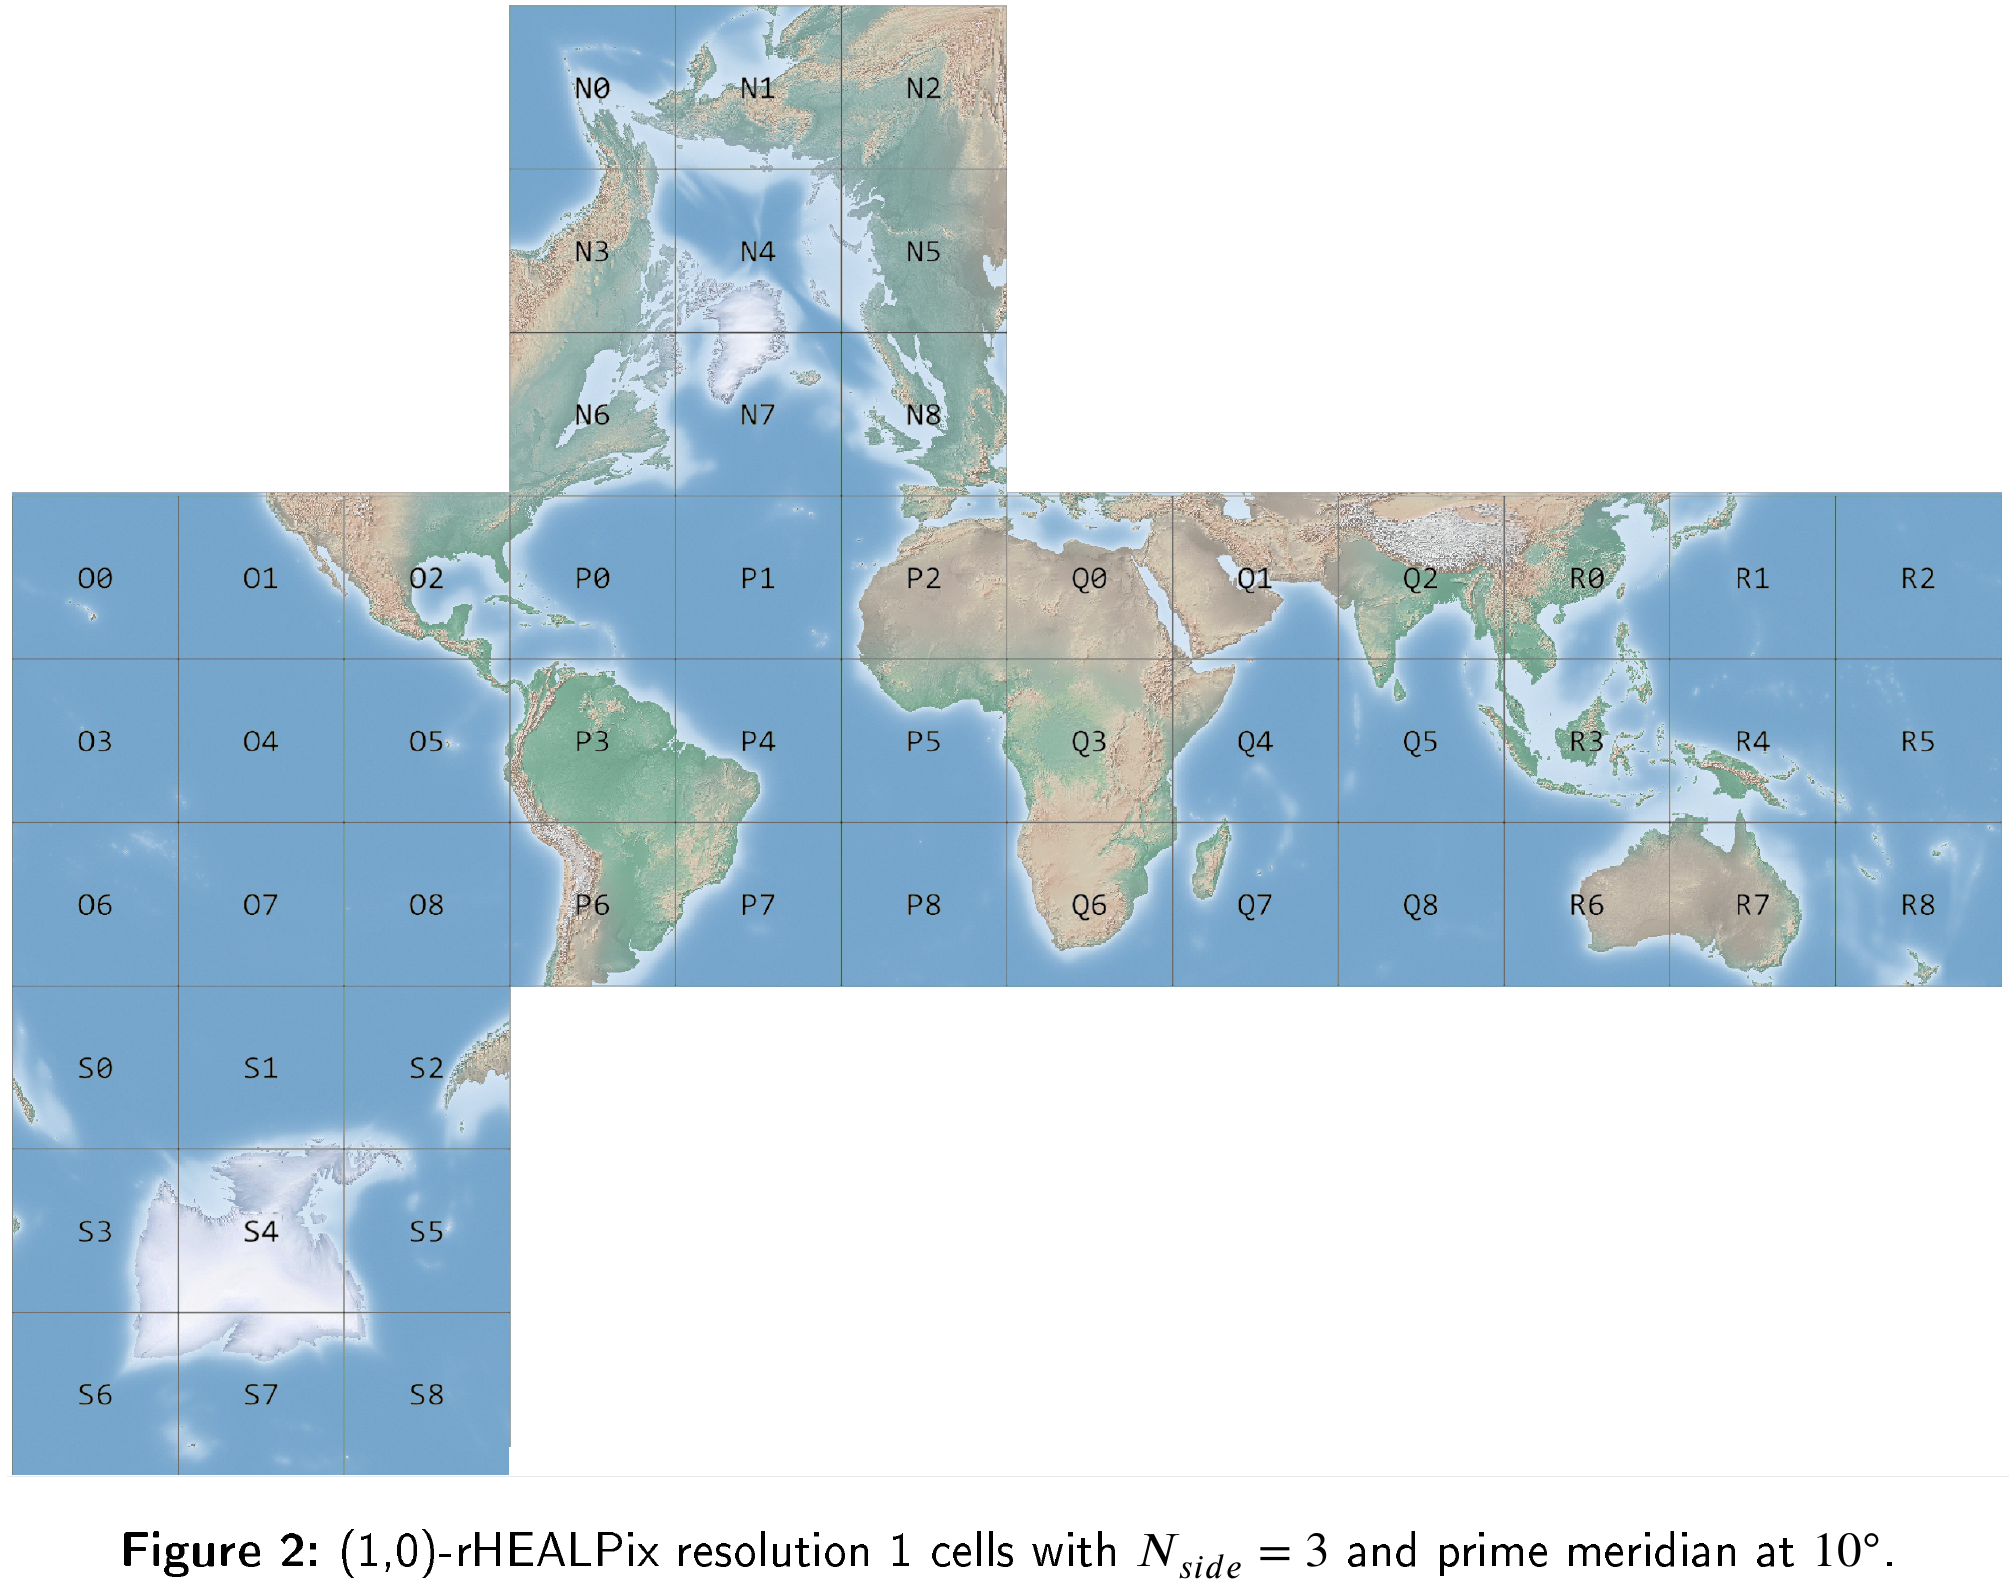 N0 N1 N2
N3 N4 N5
N6 N7 N8
O0 O1 O2 P0 P1 P2 Q0 Q1 Q2 R0 R1 R2
O3 O4 O5 P3 P4 P5 Q3 Q4 Q5 R3 R4 R5
O6 O7 O8 P6 P7 P8 Q6 Q7 Q8 R6 R7 R8
S0 S1 S2
S3 S4 S5
S6 S7 S8
Figure 2: (1,0)-rHEALPix resolution 1 cells with N_{side} = 3 and prime meridian at 10°.